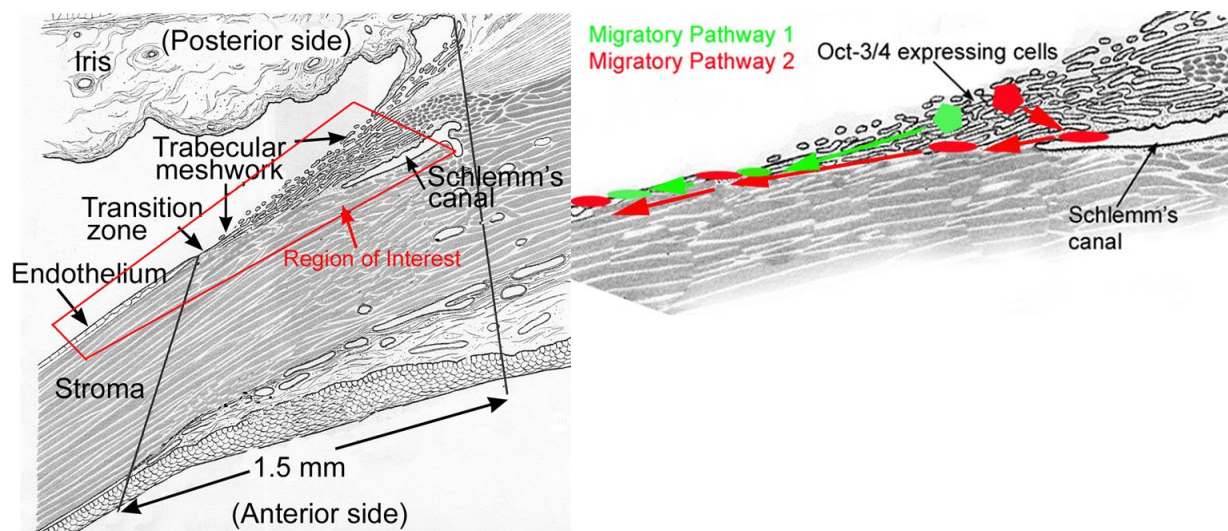 (Posterior side)
Iris
Trabecular
meshwork
Schlemm's
canal
Transition
zone
Region of Interest
Endothelium
Stroma
1.5 mm
(Anterior side)
Migratory Pathway 1
Migratory Pathway 2
Oct-3/4 expressing cells
Schlemm's
canal